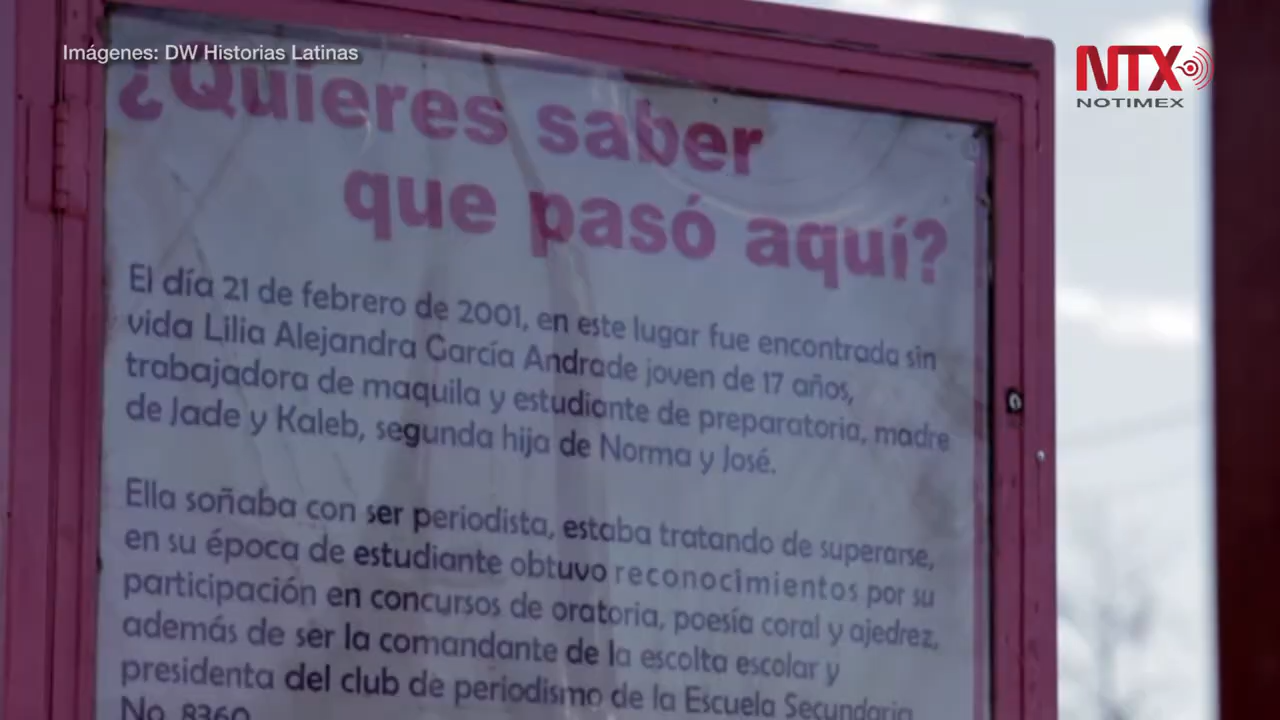 Imágenes: DW Historias Latinas
NTX
NOTIMEX
¿Quieres saber
que pasó aquí?
El día 21 de febrero de 2001, en este lugar fue encontrada sin
vida Lilia Alejandra García Andrade joven de 17 años,
trabajadora de maquila y estudiante de preparatoria, madre
de Jade y Kaleb, segunda hija de Norma y José.
Ella soñaba con ser periodista, estaba tratando de superarse,
en su época de estudiante obtuvo reconocimientos por su
participación en concursos de oratoria, poesía coral y ajedrez,
además de ser la comandante de la escolta escolar y
presidenta del club de periodismo de la Escuela Secundaria
No. 8360